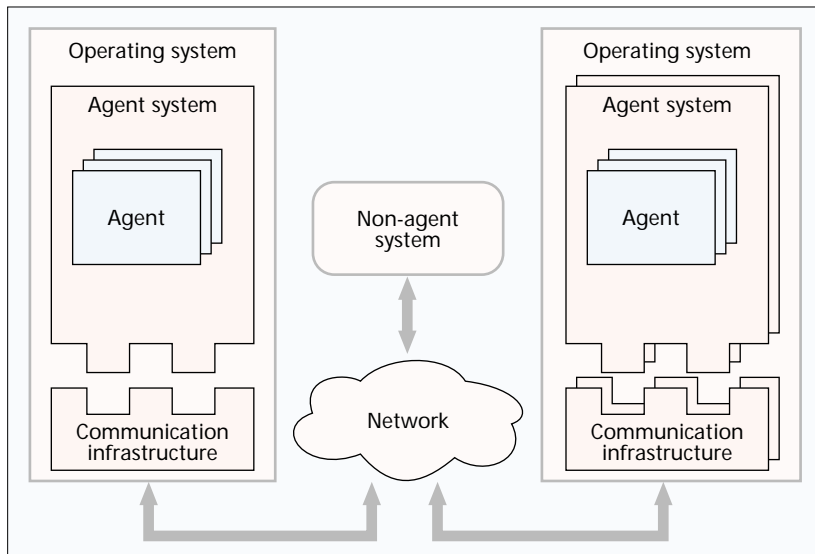 Operating system
Agent system
Agent
Communication
infrastructure
Non-agent
system
Network
Operating system
Agent system
Agent
Communication
infrastructure